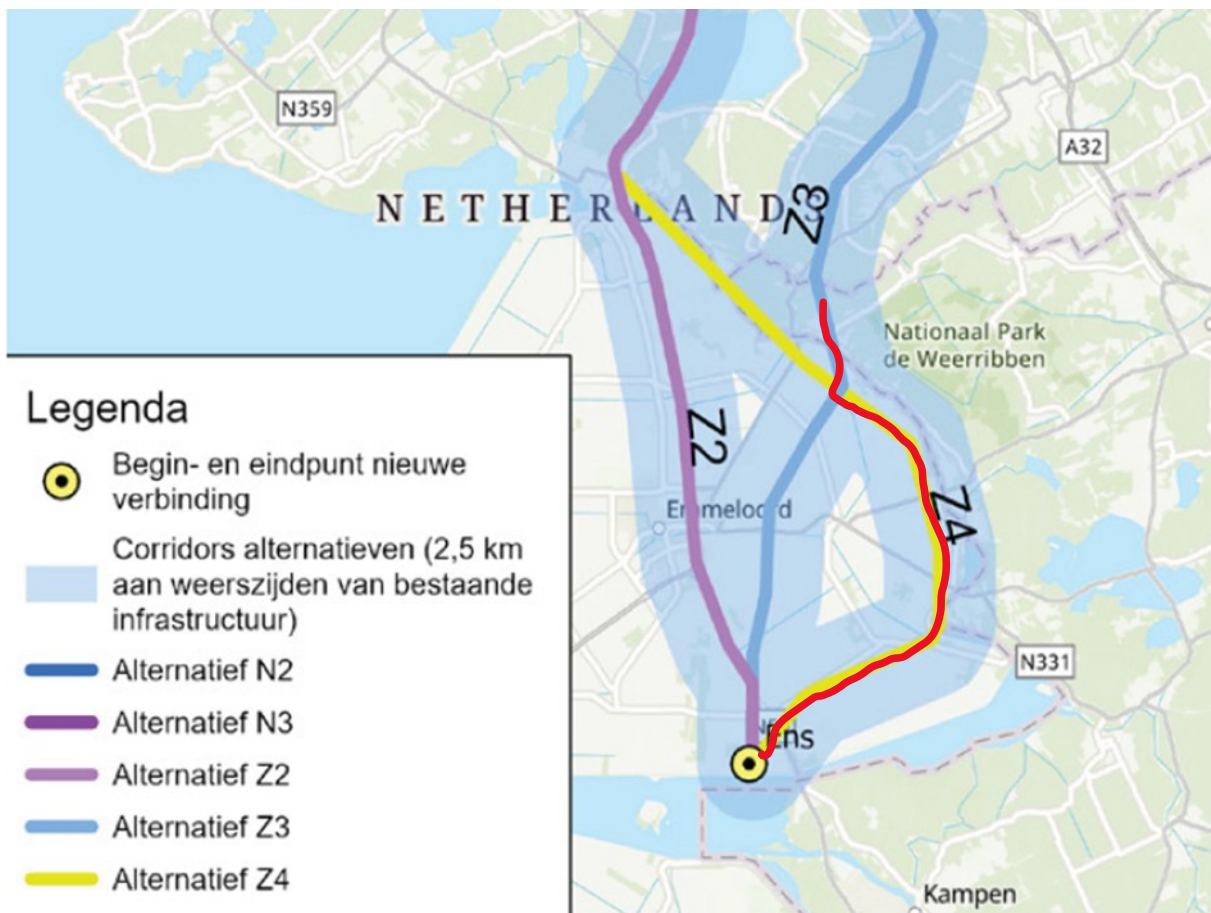 N359
A32
NETHERLANDS
Z3
Nationaal Park
de Weerribben
Legenda
Begin- en eindpunt nieuwe
verbinding
Corridors alternatieven (2,5 km
aan weerszijden van bestaande
infrastructuur)
Alternatief N2
Alternatief N3
Alternatief Z2
Alternatief Z3
Alternatief Z4
Z2
Emmeloord
Z4
N331
Ens
Kampen